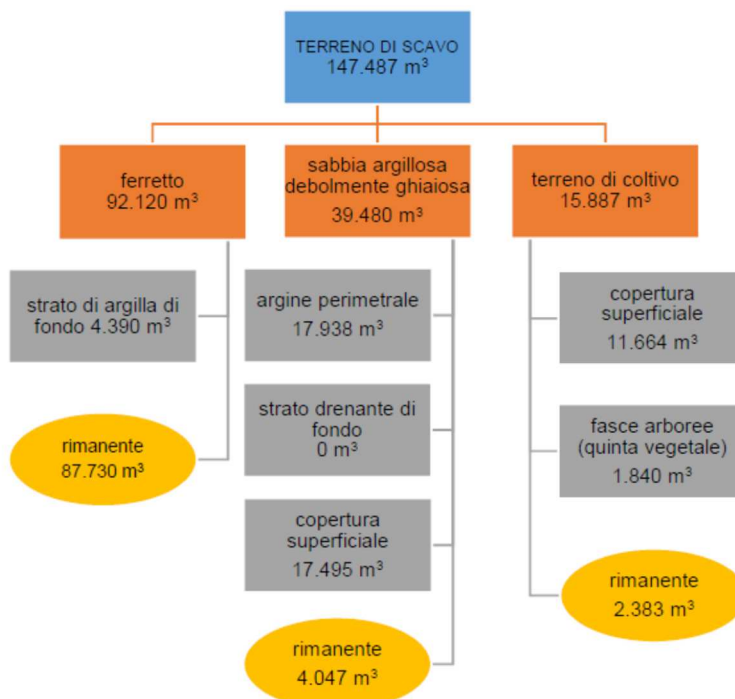 TERRENO DI SCAVO
147.487 m³
ferretto
92.120 m³
sabbia argillosa
debolmente ghiaiosa
39.480 m³
terreno di coltivo
15.887 m³
strato di argilla di
fondo 4.390 m³
rimanente
87.730 m³
argine perimetrale
17.938 m³
strato drenante di
fondo
0 m³
copertura
superficiale
17.495 m³
rimanente
4.047 m³
copertura
superficiale
11.664 m³
fasce arboree
(quinta vegetale)
1.840 m³
rimanente
2.383 m³